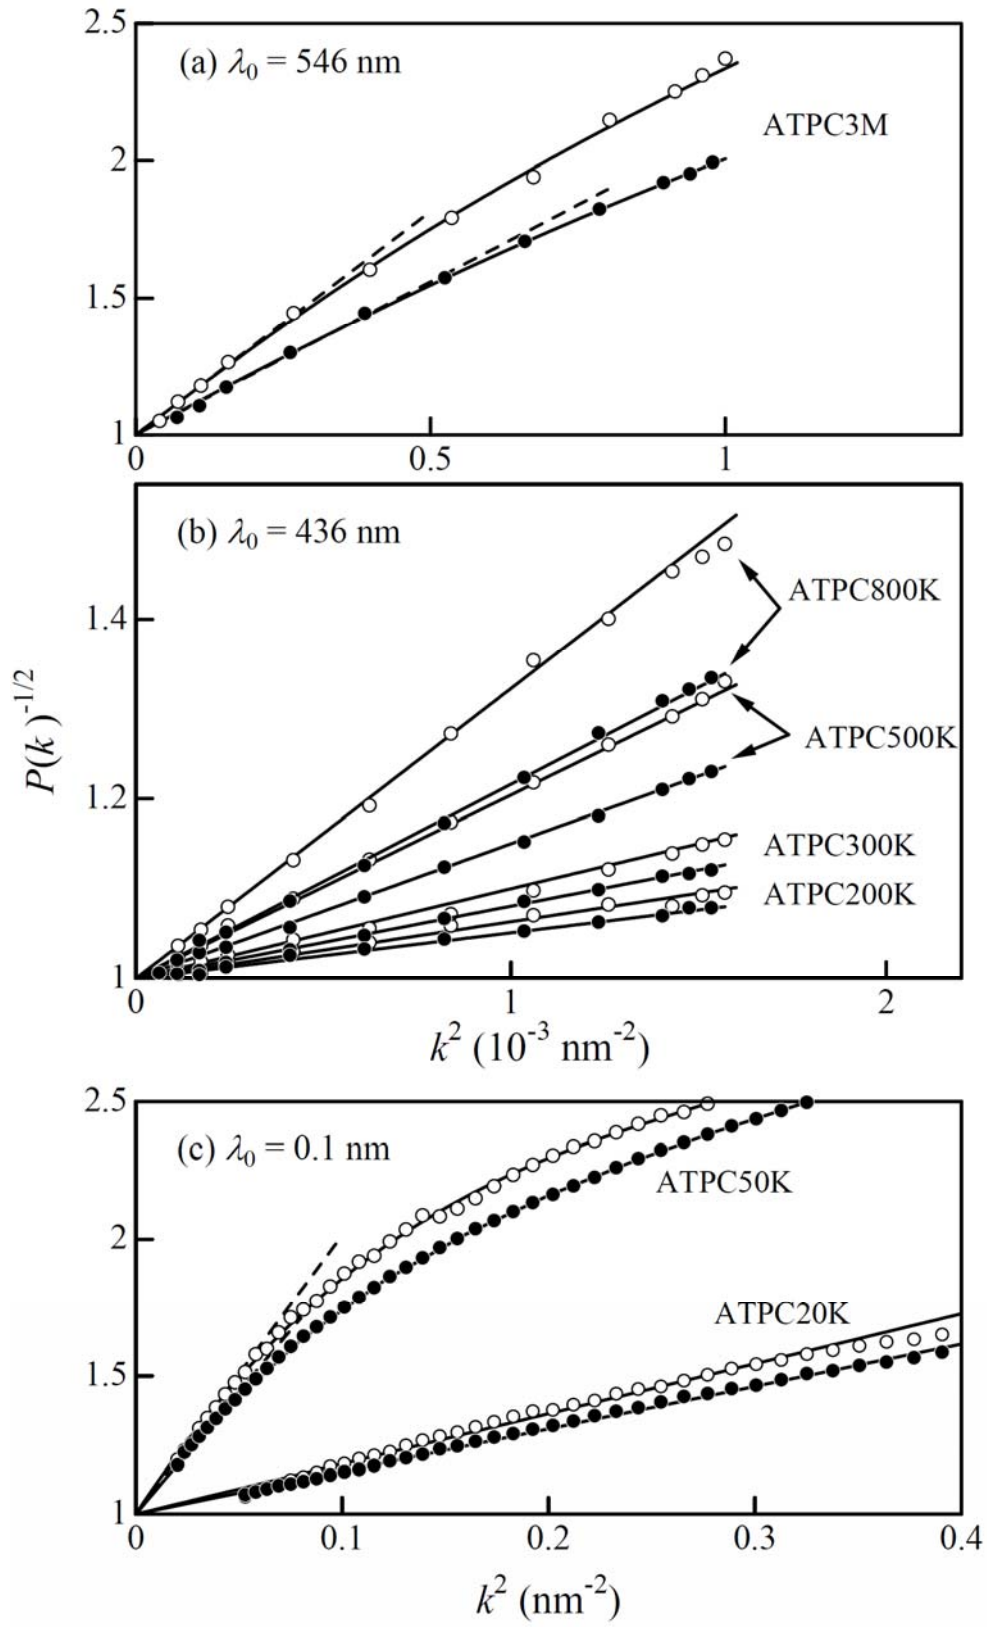 2.5
(a) λ0 = 546 nm
ATPC3M
2
1.5
1
0 0.5 1
(b) λ0 = 436 nm
ATPC800K
1.4
ATPC500K
1.2
ATPC300K
ATPC200K
1
0 1 2
P(k)-1/2
k2 (10-3 nm-2)
2.5
(c) λ0 = 0.1 nm
ATPC50K
2
ATPC20K
1.5
1
0 0.1 0.2 0.3 0.4
k2 (nm-2)